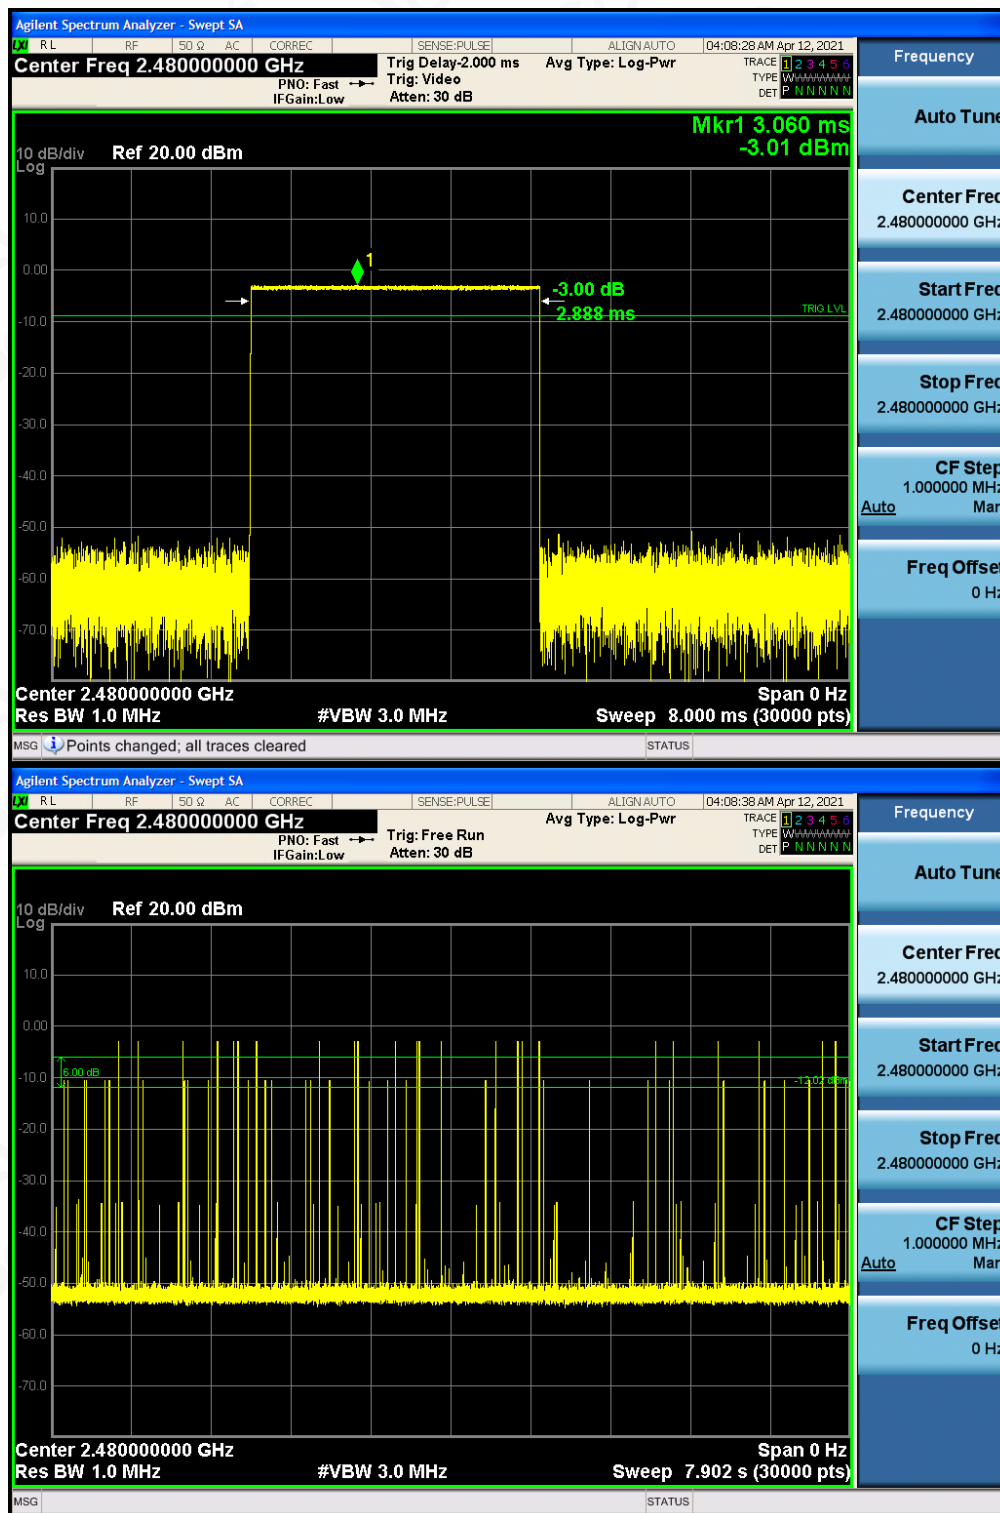 Agilent Spectrum Analyzer - Swept SA
LXI RL RF 50 Ω AC CORREC SENSE:PULSE ALIGN AUTO 04:08:28 AM Apr 12, 2021
Center Freq 2.480000000 GHz
PNO: Fast
IFGain:Low
Trig Delay-2.000 ms
Trig: Video
Atten: 30 dB
Avg Type: Log-Pwr
TRACE 1 2 3 4 5 6
TYPE
DET P N N N N N
Mkr1 3.060 ms
-3.01 dBm
10 dB/div Ref 20.00 dBm
Log
10.0
1
0.00
-3.00 dB
2.888 ms
TRIG LVL
-10.0
-20.0
-30.0
-40.0
-50.0
-60.0
-70.0
Center 2.480000000 GHz Span 0 Hz
Res BW 1.0 MHz #VBW 3.0 MHz Sweep 8.000 ms (30000 pts)
MSG Points changed; all traces cleared STATUS
Frequency
Auto Tune
Center Freq
2.480000000 GHz
Start Freq
2.480000000 GHz
Stop Freq
2.480000000 GHz
CF Step
1.000000 MHz
Auto Man
Freq Offset
0 Hz
Agilent Spectrum Analyzer - Swept SA
LXI RL RF 50 Ω AC CORREC SENSE:PULSE ALIGN AUTO 04:08:38 AM Apr 12, 2021
Center Freq 2.480000000 GHz
PNO: Fast
IFGain:Low
Trig: Free Run
Atten: 30 dB
Avg Type: Log-Pwr
TRACE 1 2 3 4 5 6
TYPE
DET P N N N N N
10 dB/div Ref 20.00 dBm
Log
10.0
0.00
6.00 dB
-10.0
-12.02 dBm
-20.0
-30.0
-40.0
-50.0
-60.0
-70.0
Center 2.480000000 GHz Span 0 Hz
Res BW 1.0 MHz #VBW 3.0 MHz Sweep 7.902 s (30000 pts)
MSG STATUS
Frequency
Auto Tune
Center Freq
2.480000000 GHz
Start Freq
2.480000000 GHz
Stop Freq
2.480000000 GHz
CF Step
1.000000 MHz
Auto Man
Freq Offset
0 Hz